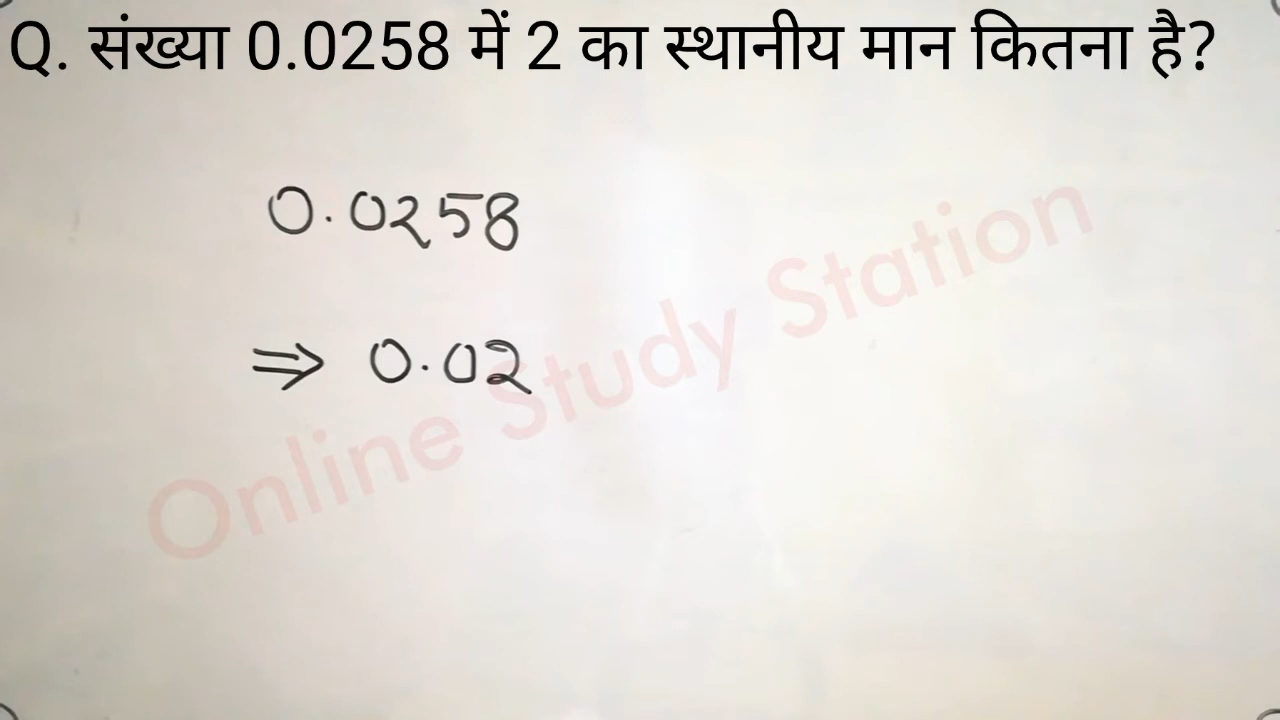 Q. संख्या 0.0258 में 2 का स्थानीय मान कितना है?
0.0258
⇒ 0.02
Online Study Station